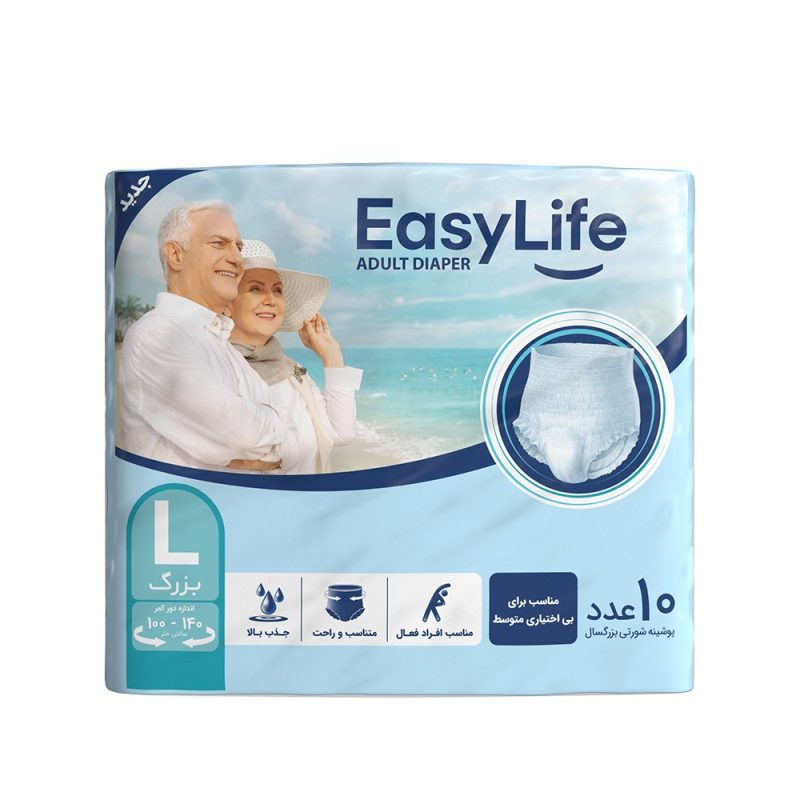 جدید
EasyLife
ADULT DIAPER
L
بزرگ
اندازه دور کمر
۱۰۰ - ۱۴۰
سانتی متر
جذب بالا
متناسب و راحت
مناسب افراد فعال
مناسب برای
بی اختیاری متوسط
۱۰ عدد
پوشینه شورتی بزرگسال